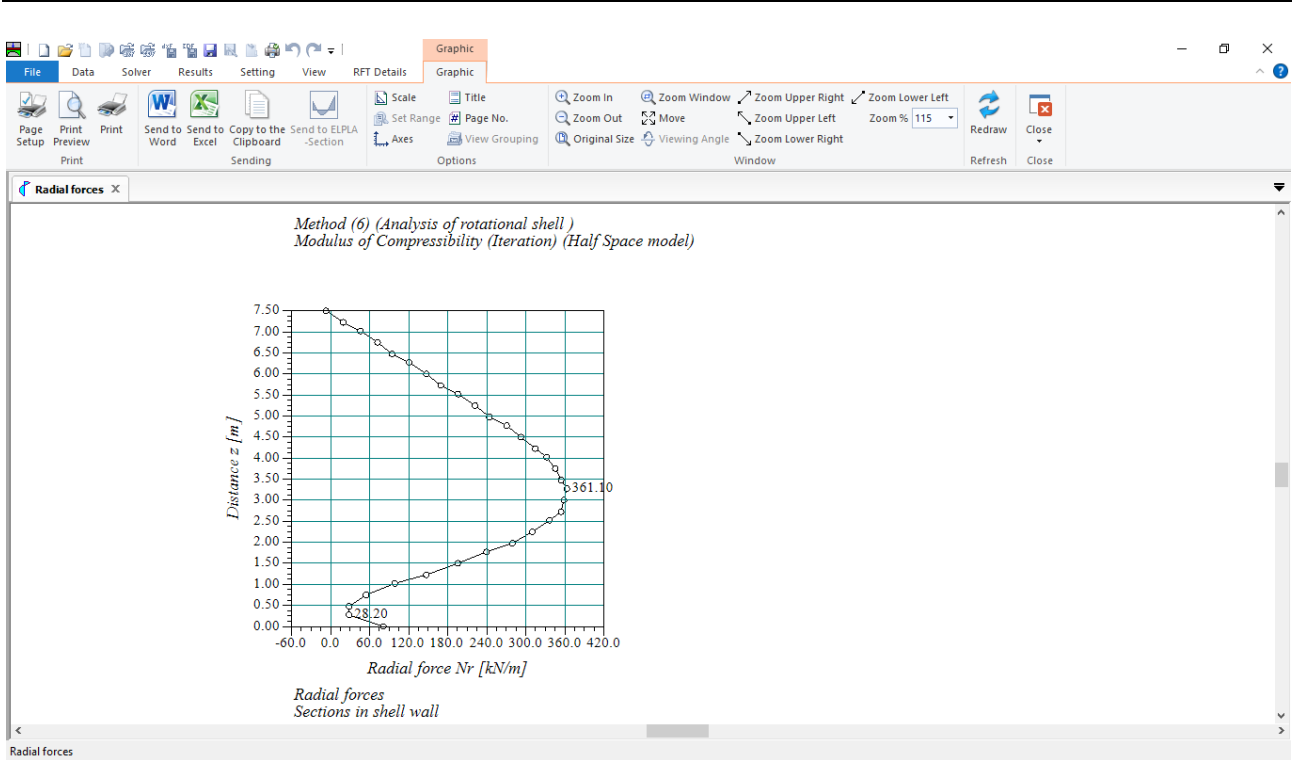 Graphic
File Data Solver Results Setting View RFT Details Graphic
Scale Title Zoom In Zoom Window Zoom Upper Right Zoom Lower Left
Set Range # Page No. Zoom Out Move Zoom Upper Left Zoom % 115
Page Setup Print Preview Print Send to Word Send to Excel Copy to the Clipboard Send to ELPLA -Section Redraw Close
Axes View Grouping Original Size Viewing Angle Zoom Lower Right
Print Sending Options Window Refresh Close
Radial forces X
Method (6) (Analysis of rotational shell )
Modulus of Compressibility (Iteration) (Half Space model)
7.50
7.00
6.50
6.00
5.50
5.00
4.50
4.00
3.50
3.00
2.50
2.00
1.50
1.00
0.50
0.00
Distance z [m]
361.10
28.20
-60.0 0.0 60.0 120.0 180.0 240.0 300.0 360.0 420.0
Radial force Nr [kN/m]
Radial forces
Sections in shell wall
Radial forces